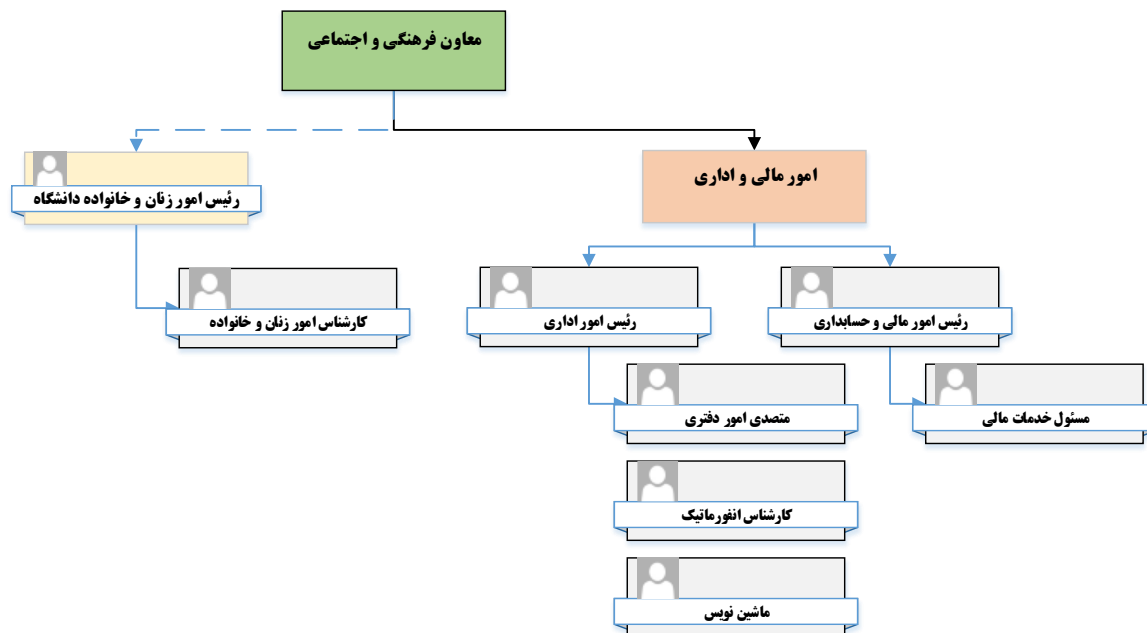 معاون فرهنگی و اجتماعی
امور مالی و اداری
رئیس امور زنان و خانواده دانشگاه
رئیس امور مالی و حسابداری
رئیس امور اداری
کارشناس امور زنان و خانواده
مسئول خدمات مالی
متصدی امور دفتری
کارشناس انفورماتیک
ماشین نویس